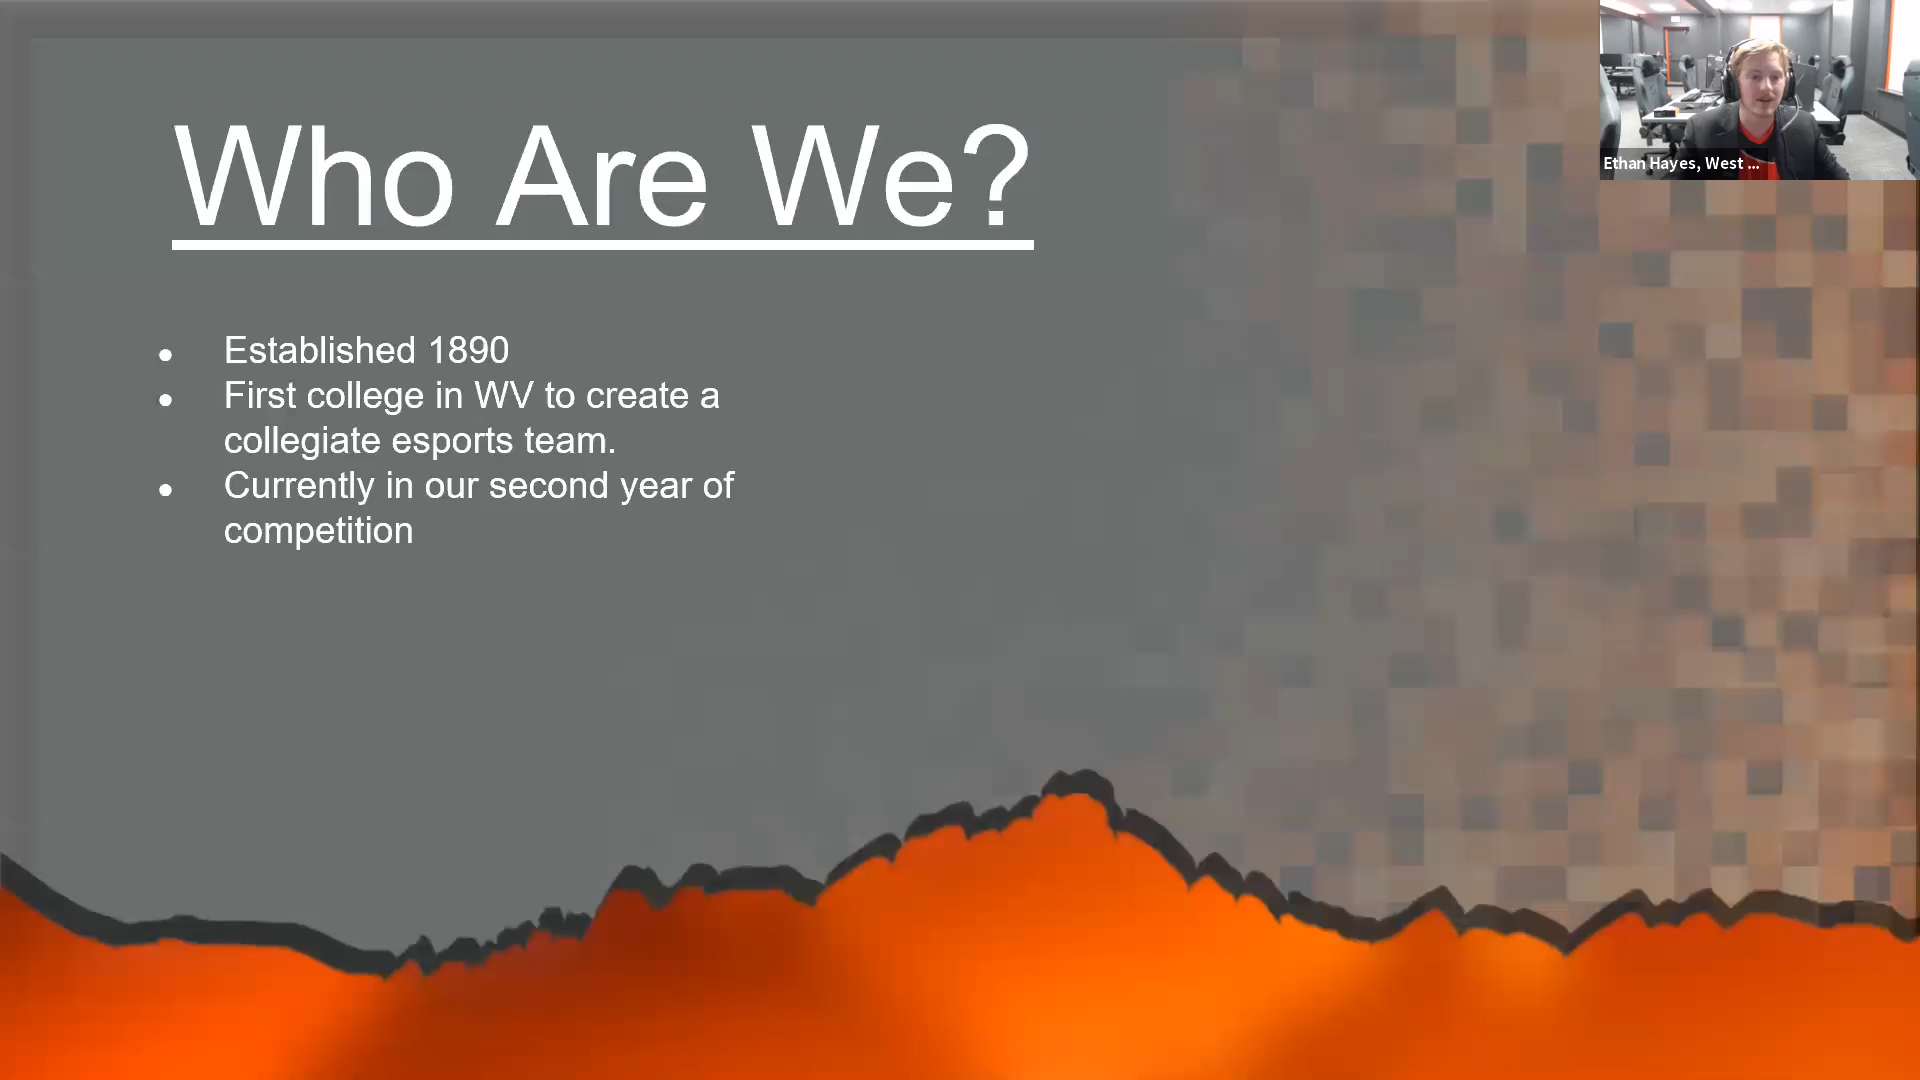 Who Are We?
Ethan Hayes, West ...
● Established 1890
● First college in WV to create a
collegiate esports team.
● Currently in our second year of
competition